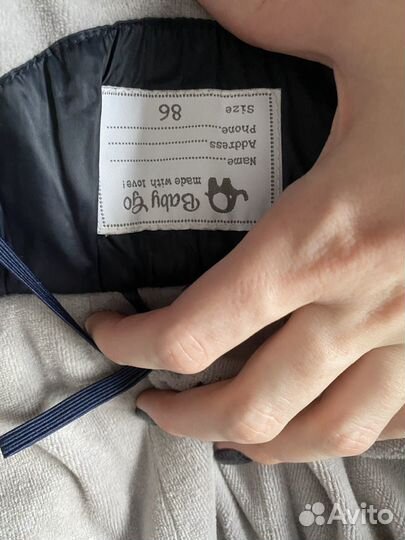 Baby Go
made with love!
Name..............................
Address..........................
Phone.............................
Size 86
Avito